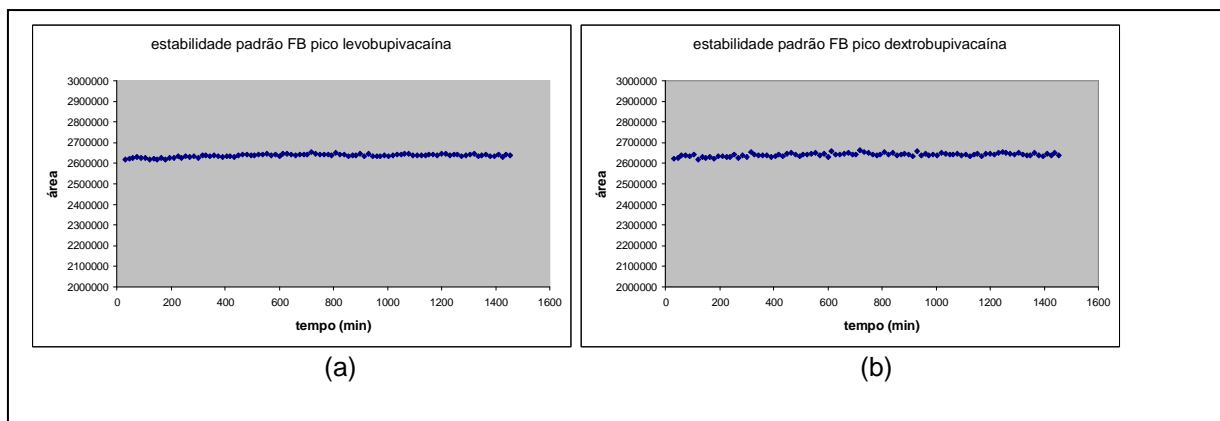 estabilidade padrão FB pico levobupivacaína
3000000
2900000
2800000
2700000
2600000
2500000
2400000
2300000
2200000
2100000
2000000
área
0 200 400 600 800 1000 1200 1400 1600
tempo (min)
(a)
estabilidade padrão FB pico dextrobupivacaína
3000000
2900000
2800000
2700000
2600000
2500000
2400000
2300000
2200000
2100000
2000000
área
0 200 400 600 800 1000 1200 1400 1600
tempo (min)
(b)